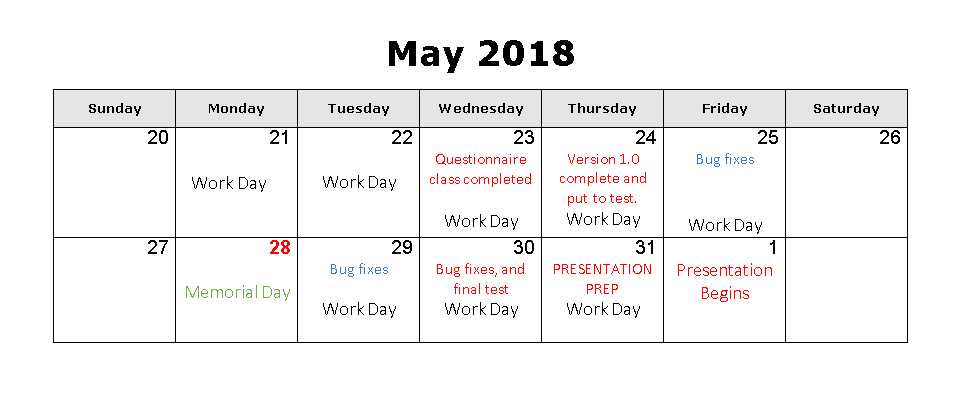 May 2018
Sunday Monday Tuesday Wednesday Thursday Friday Saturday
20 21 22 23 24 25 26
Questionnaire Version 1.0 Bug fixes
Work Day Work Day class completed complete and
put to test.
Work Day Work Day Work Day
27 28 29 30 31 1
Bug fixes Bug fixes, and PRESENTATION Presentation
Memorial Day final test PREP Begins
Work Day Work Day Work Day